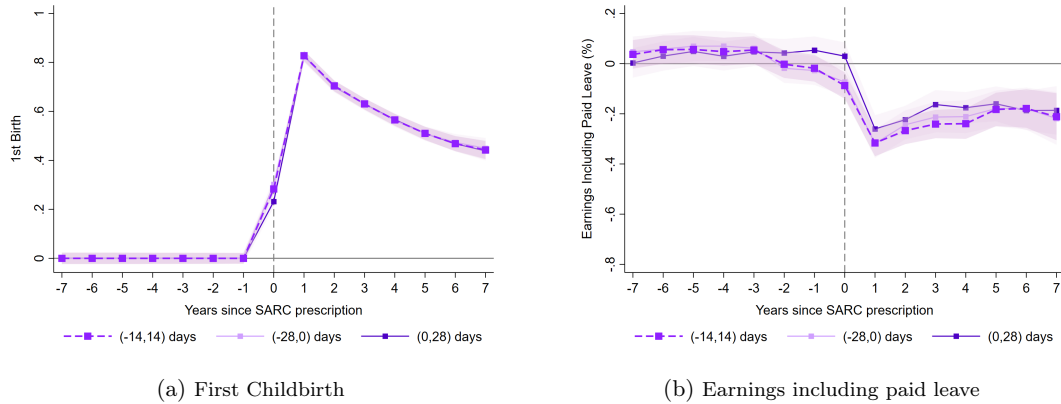 1st Birth
0 .2 .4 .6 .8 1
-7 -6 -5 -4 -3 -2 -1 0 1 2 3 4 5 6 7
Years since SARC prescription
(-14,14) days (-28,0) days (0,28) days
(a) First Childbirth
Earnings Including Paid Leave (%)
-.8 -.6 -.4 -.2 0 .2
-7 -6 -5 -4 -3 -2 -1 0 1 2 3 4 5 6 7
Years since SARC prescription
(-14,14) days (-28,0) days (0,28) days
(b) Earnings including paid leave